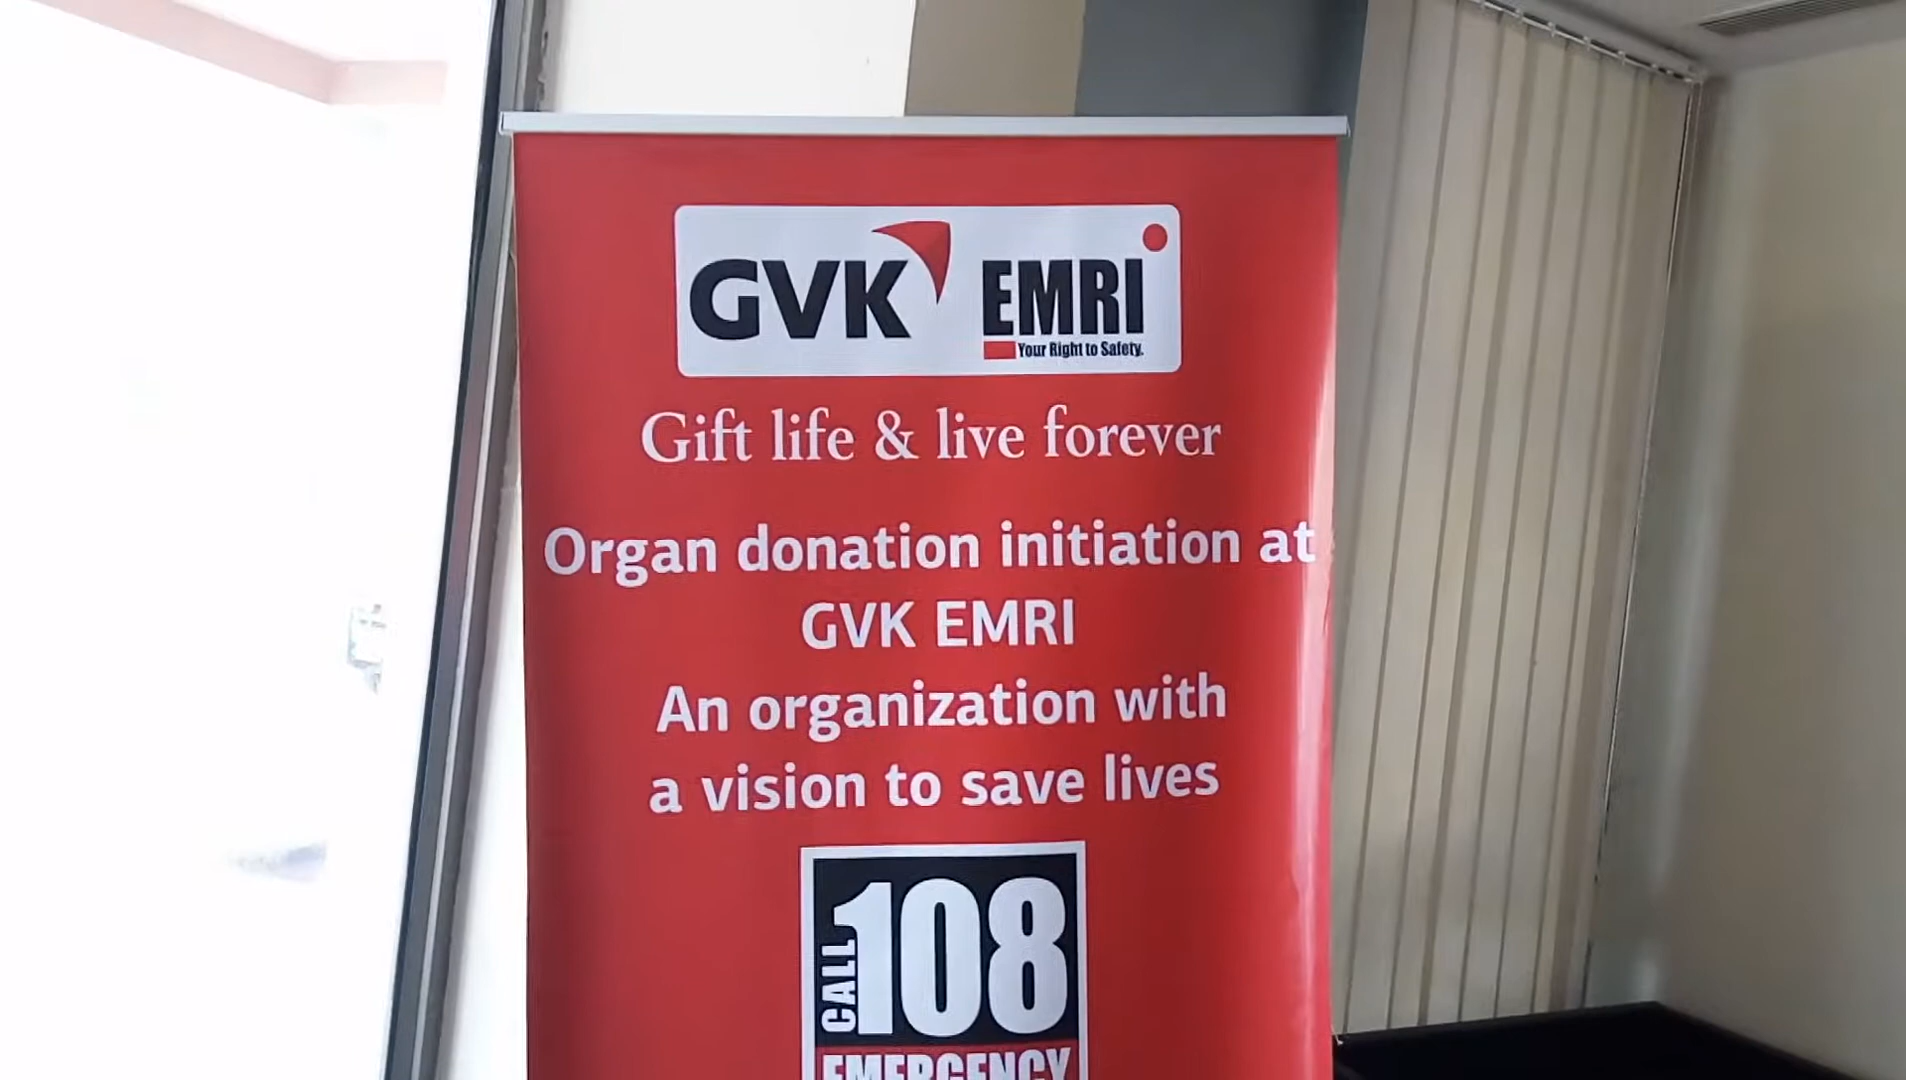 GVK EMRI
Your Right to Safety.
Gift life & live forever
Organ donation initiation at
GVK EMRI
An organization with
a vision to save lives
CALL 108
EMERGENCY